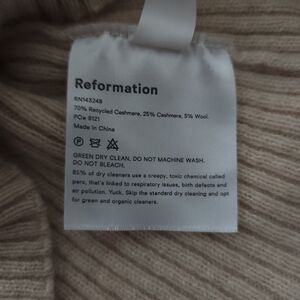 Reformation
RN143248
70% Recycled Cashmere, 25% Cashmere, 5% Wool.
PO# 8121
Made in China
P
GREEN DRY CLEAN, DO NOT MACHINE WASH.
DO NOT BLEACH.
85% of dry cleaners use a creepy, toxic chemical called
perc, that's linked to respiratory issues, birth defects and
air pollution. Yuck. Skip the standard dry cleaning and opt
for green and organic cleaners.